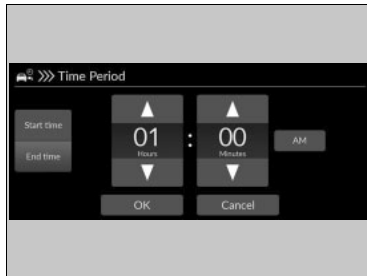 Time Period
Start time
End time
01
Hours
:
00
Minutes
AM
OK
Cancel